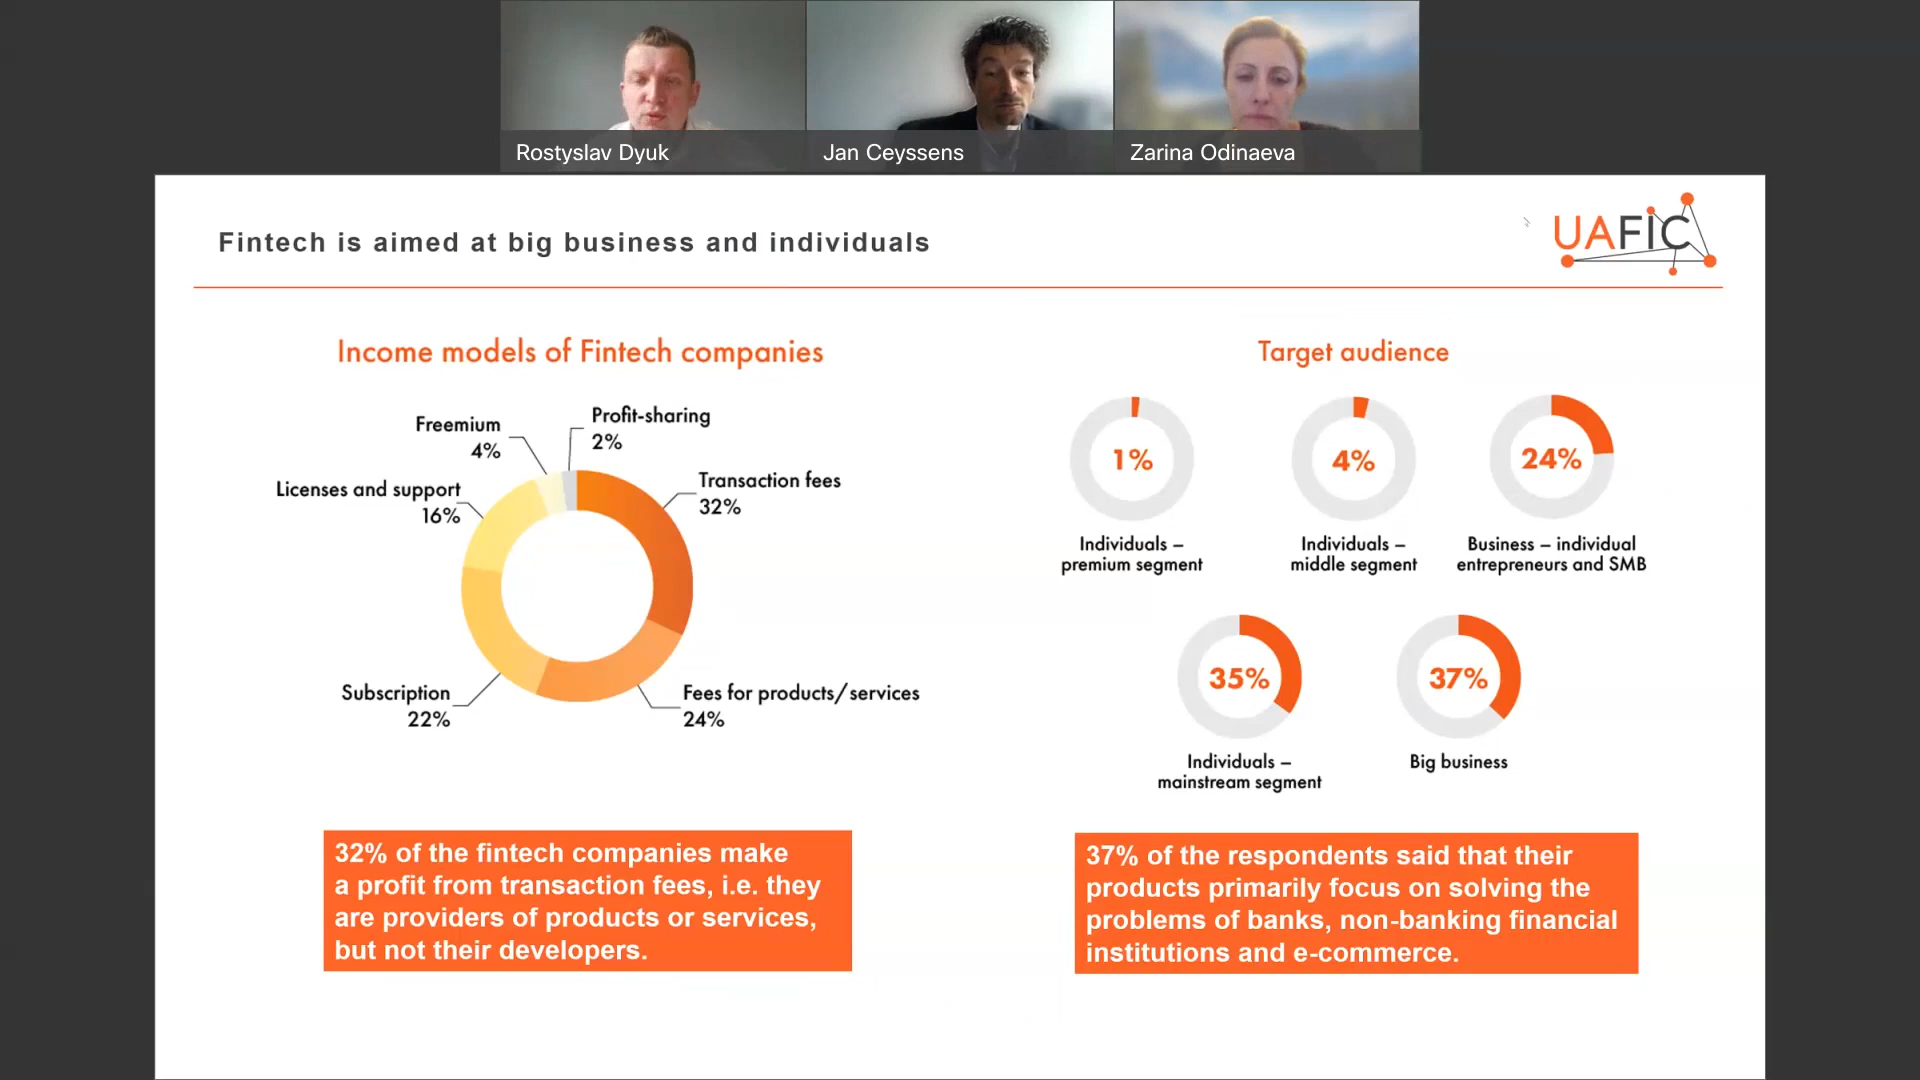 Rostyslav Dyuk
Jan Ceyssens
Zarina Odinaeva
Fintech is aimed at big business and individuals
UAFIC
Income models of Fintech companies
Freemium
4%
Profit-sharing
2%
Licenses and support
16%
Transaction fees
32%
Subscription
22%
Fees for products/services
24%
32% of the fintech companies make
a profit from transaction fees, i.e. they
are providers of products or services,
but not their developers.
Target audience
1%
Individuals –
premium segment
4%
Individuals –
middle segment
24%
Business – individual
entrepreneurs and SMB
35%
Individuals –
mainstream segment
37%
Big business
37% of the respondents said that their
products primarily focus on solving the
problems of banks, non-banking financial
institutions and e-commerce.